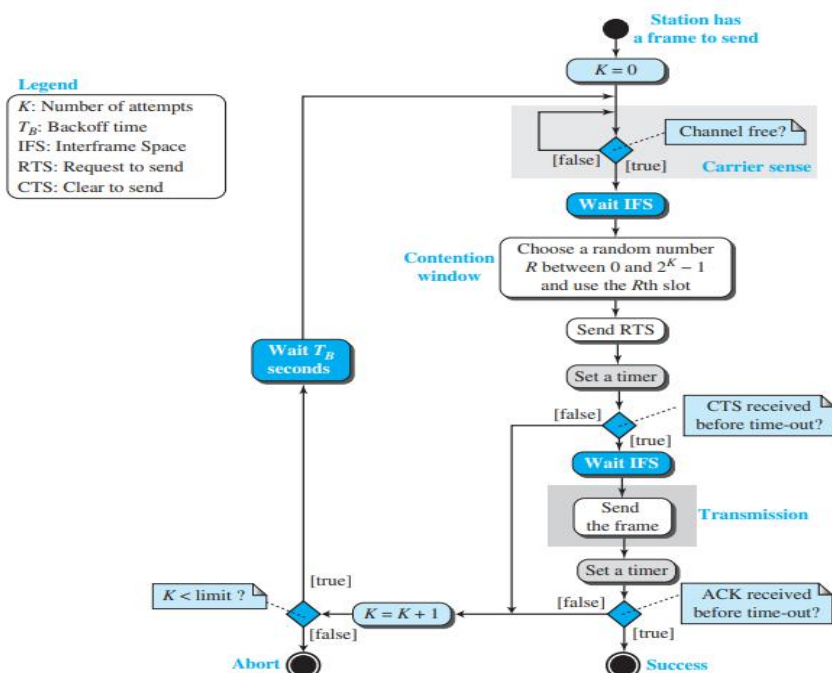 Station has
a frame to send
K = 0
Legend
K: Number of attempts
T_B: Backoff time
IFS: Interframe Space
RTS: Request to send
CTS: Clear to send
Channel free?
[false]
[true]
Carrier sense
Wait IFS
Contention
window
Choose a random number
R between 0 and 2^K − 1
and use the Rth slot
Send RTS
Wait T_B
seconds
Set a timer
[false]
CTS received
before time-out?
[true]
Wait IFS
Send
the frame
Transmission
Set a timer
[true]
K < limit ?
K = K + 1
[false]
ACK received
before time-out?
[false]
[true]
Abort
Success